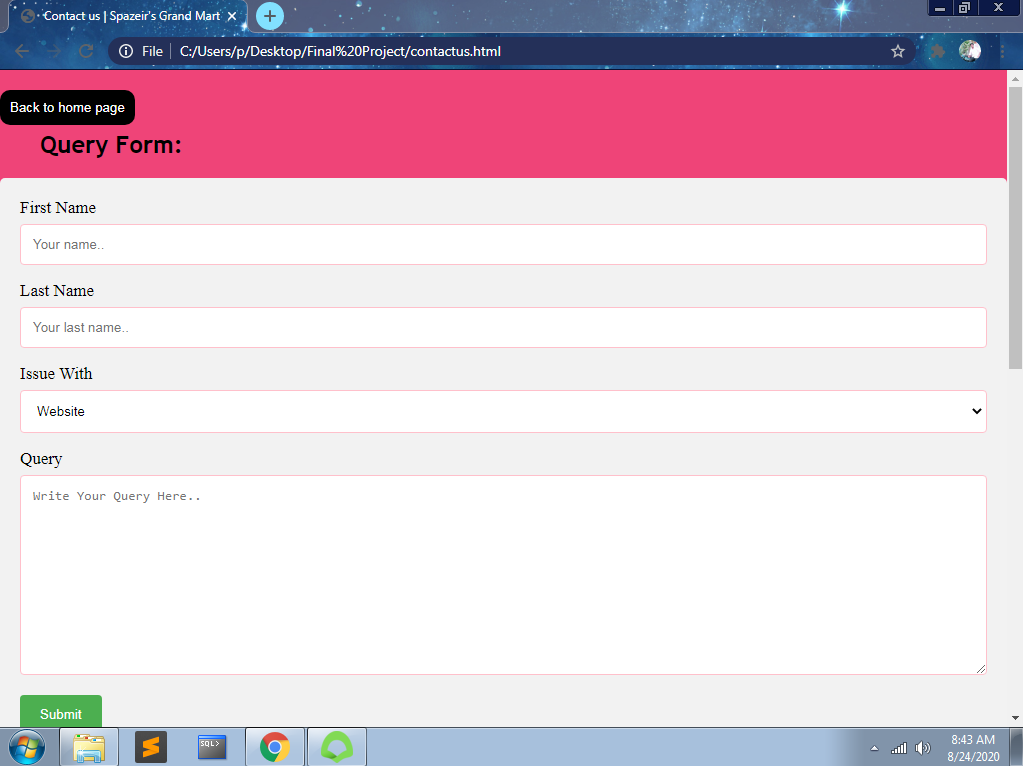 Contact us | Spazeir's Grand Mart
File C:/Users/p/Desktop/Final%20Project/contactus.html
Back to home page
Query Form:
First Name
Your name..
Last Name
Your last name..
Issue With
Website
Query
Write Your Query Here..
Submit
SQL>
8:43 AM
8/24/2020